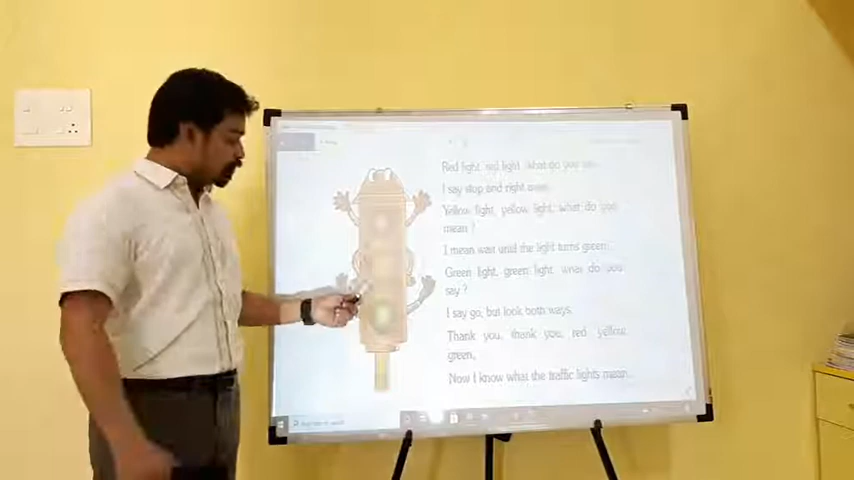 Red light, red light, what do you say
I say stop and right away.
Yellow light, yellow light, what do you
mean ?
I mean wait until the light turns green.
Green light, green light what do you
say ?
I say go, but look both ways.
Thank you, thank you, red yellow,
green,
Now I know what the traffic lights mean.